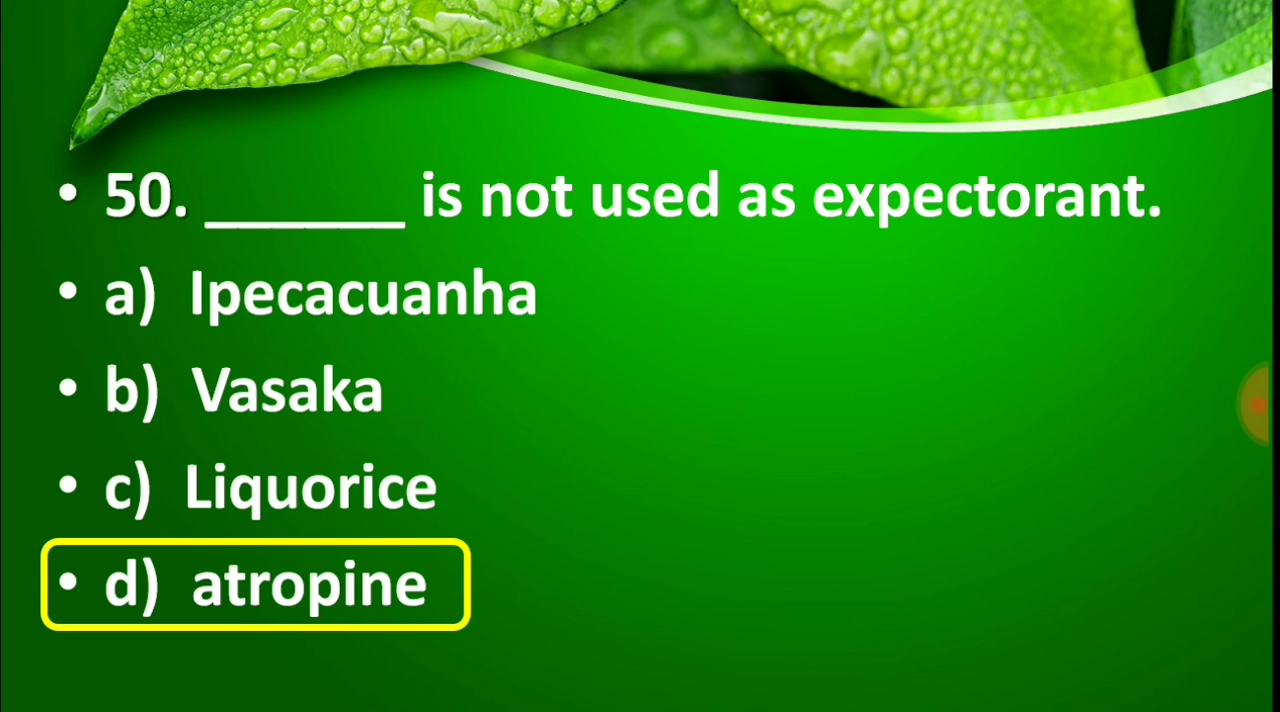 • 50. ______ is not used as expectorant.
• a) Ipecacuanha
• b) Vasaka
• c) Liquorice
• d) atropine